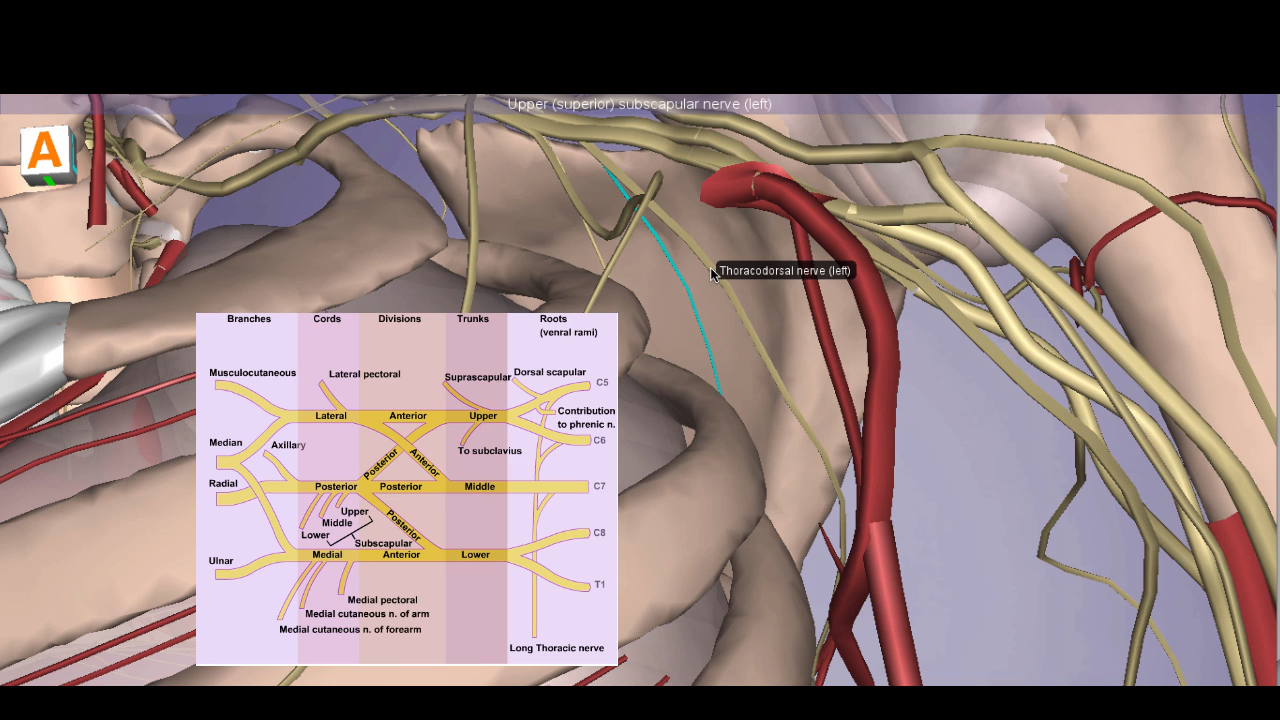 Upper (superior) subscapular nerve (left)
A
Thoracodorsal nerve (left)
Branches Cords Divisions Trunks Roots
(venral rami)
Musculocutaneous Lateral pectoral Suprascapular Dorsal scapular C5
Lateral Anterior Upper Contribution
to phrenic n.
Median Axillary C6
To subclavius
Posterior Anterior
Radial Posterior Posterior Middle C7
Upper
Middle Posterior
Lower C8
Subscapular
Ulnar Medial Anterior Lower
T1
Medial pectoral
Medial cutaneous n. of arm
Medial cutaneous n. of forearm
Long Thoracic nerve